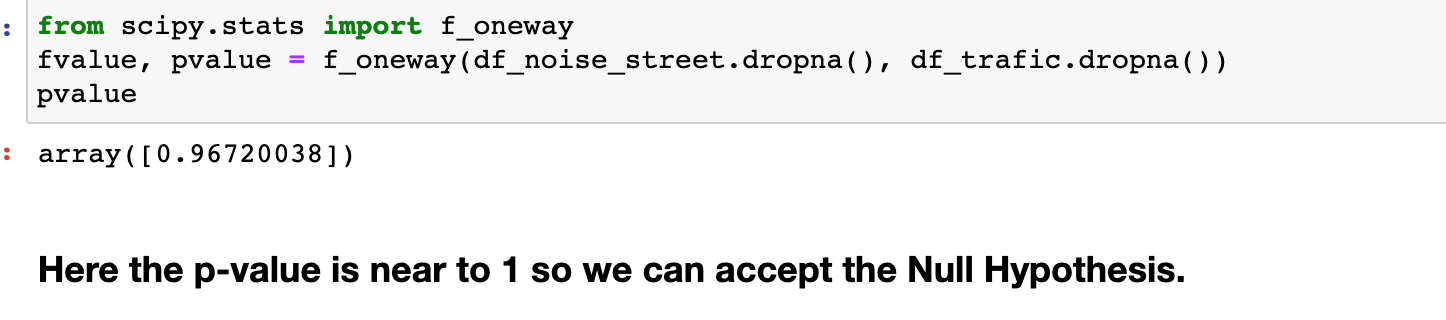 : from scipy.stats import f_oneway
fvalue, pvalue = f_oneway(df_noise_street.dropna(), df_trafic.dropna())
pvalue
: array([0.96720038])
Here the p-value is near to 1 so we can accept the Null Hypothesis.